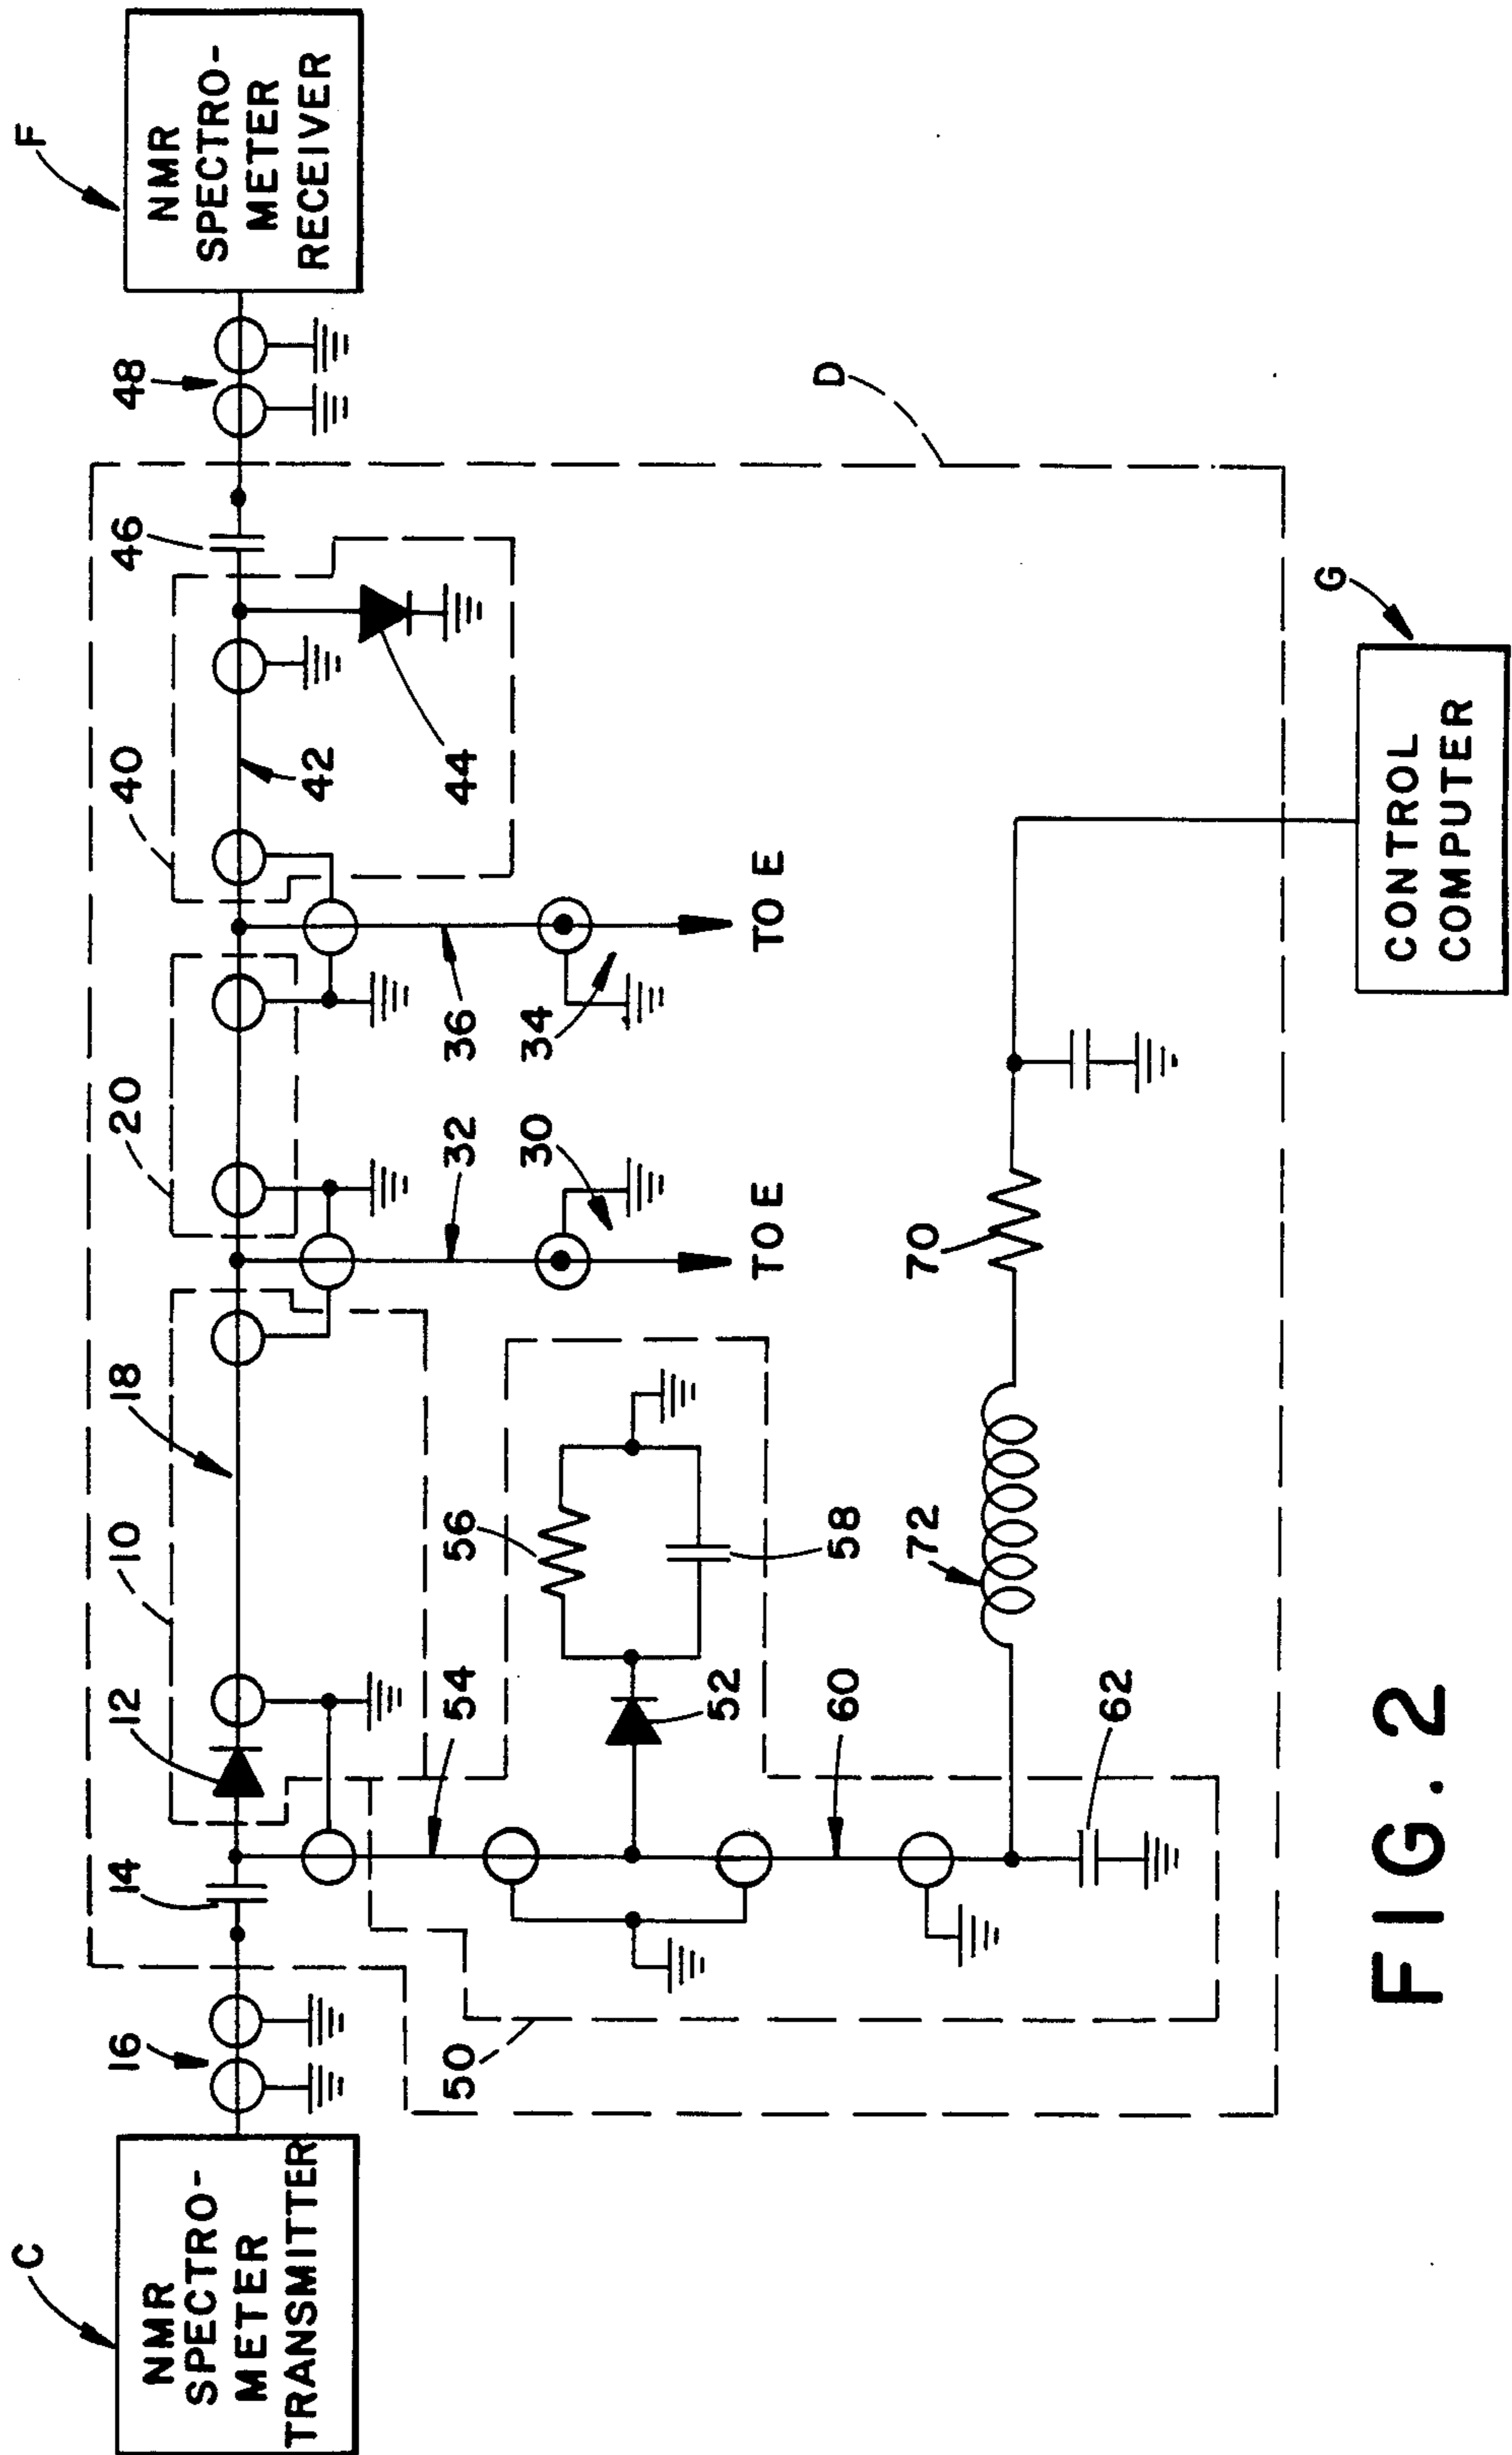 C
NMR
SPECTRO-
METER
TRANSMITTER
F
NMR
SPECTRO-
METER
RECEIVER
16
14
12
10
18
20
40
46
48
42
44
32
30
36
34
TO E
TO E
D
54
56
58
52
50
60
62
72
70
G
CONTROL
COMPUTER
FIG. 2